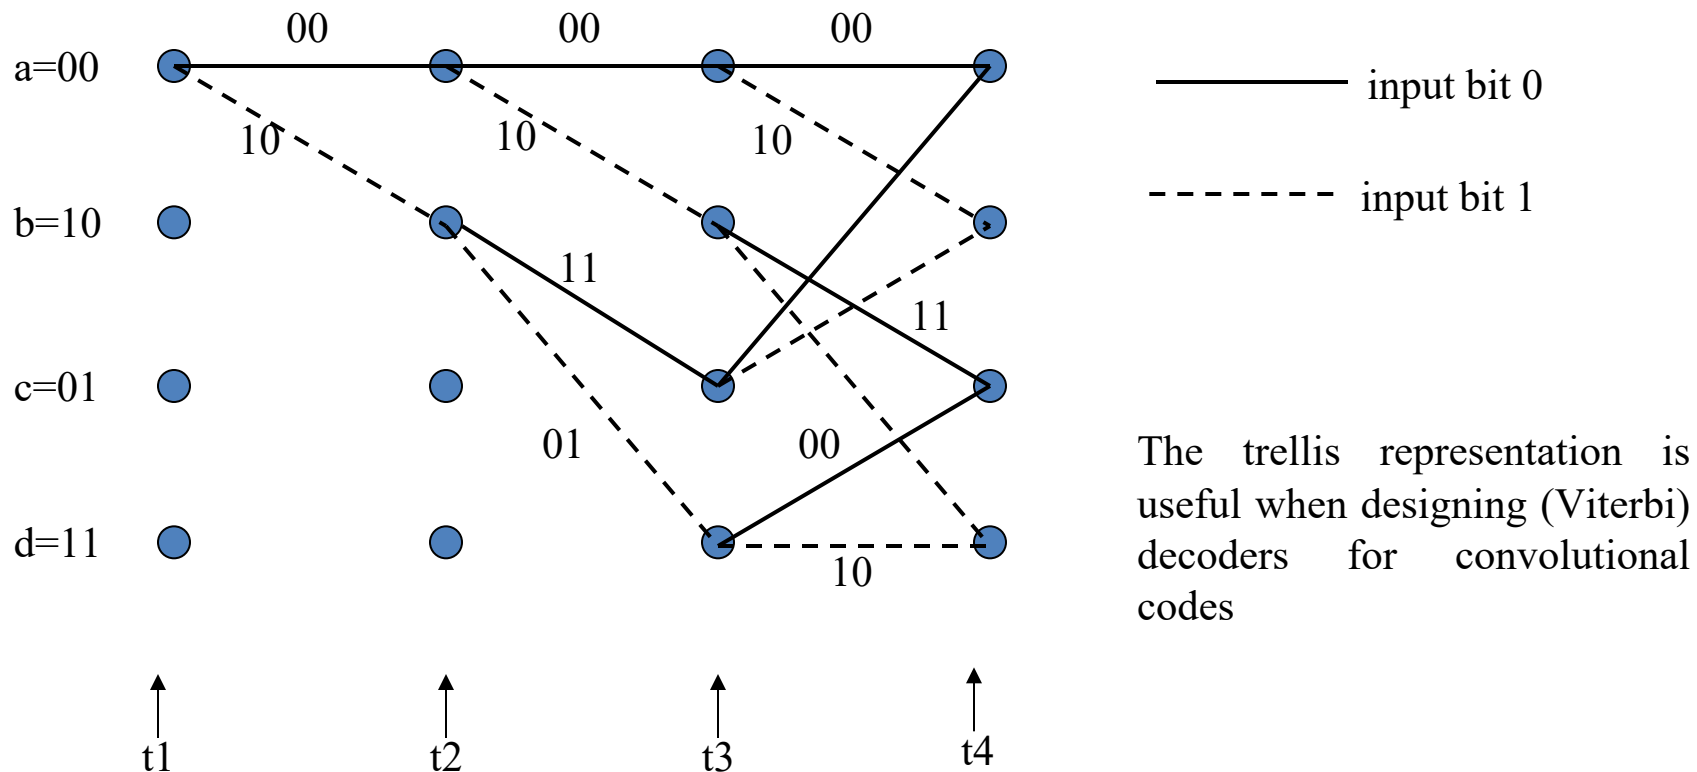 00 00 00
a=00
input bit 0
10 10 10
input bit 1
b=10
11
11
c=01
01
00
The trellis representation is
useful when designing (Viterbi)
decoders for convolutional
codes
d=11
10
t1 t2 t3 t4